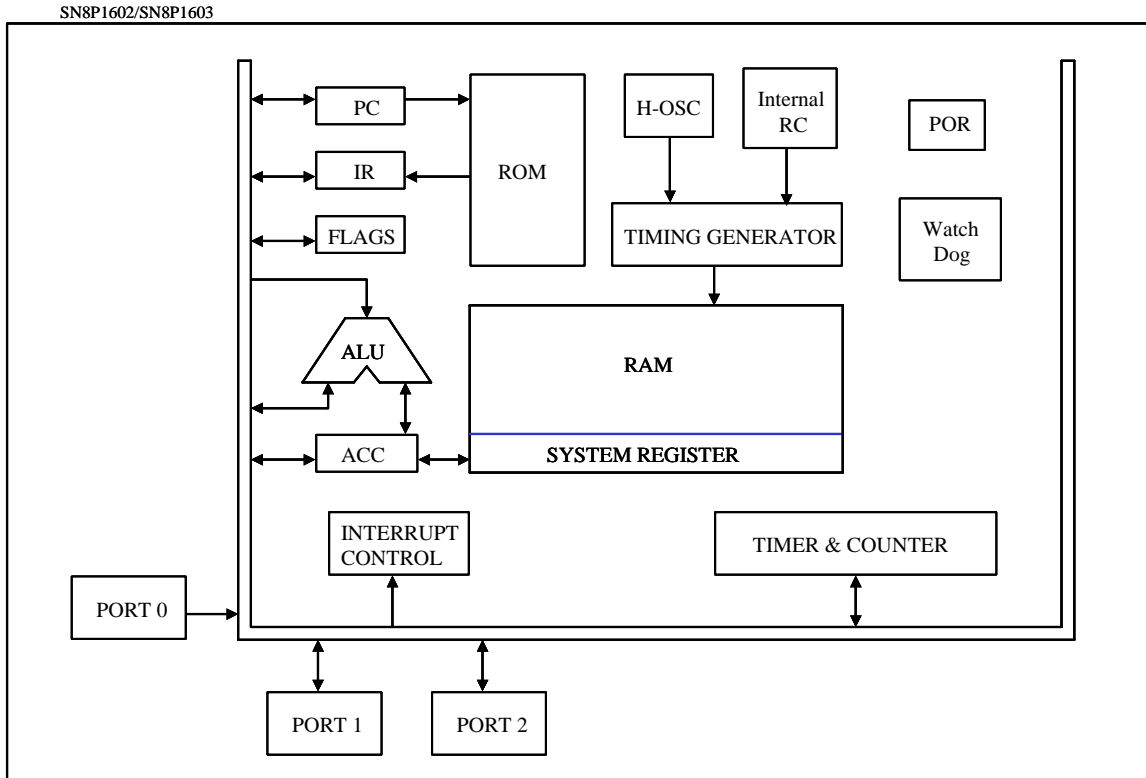 SN8P1602/SN8P1603
PC
IR
FLAGS
ROM
H-OSC
Internal
RC
POR
TIMING GENERATOR
Watch
Dog
ALU
RAM
ACC
SYSTEM REGISTER
INTERRUPT
CONTROL
TIMER & COUNTER
PORT 0
PORT 1
PORT 2